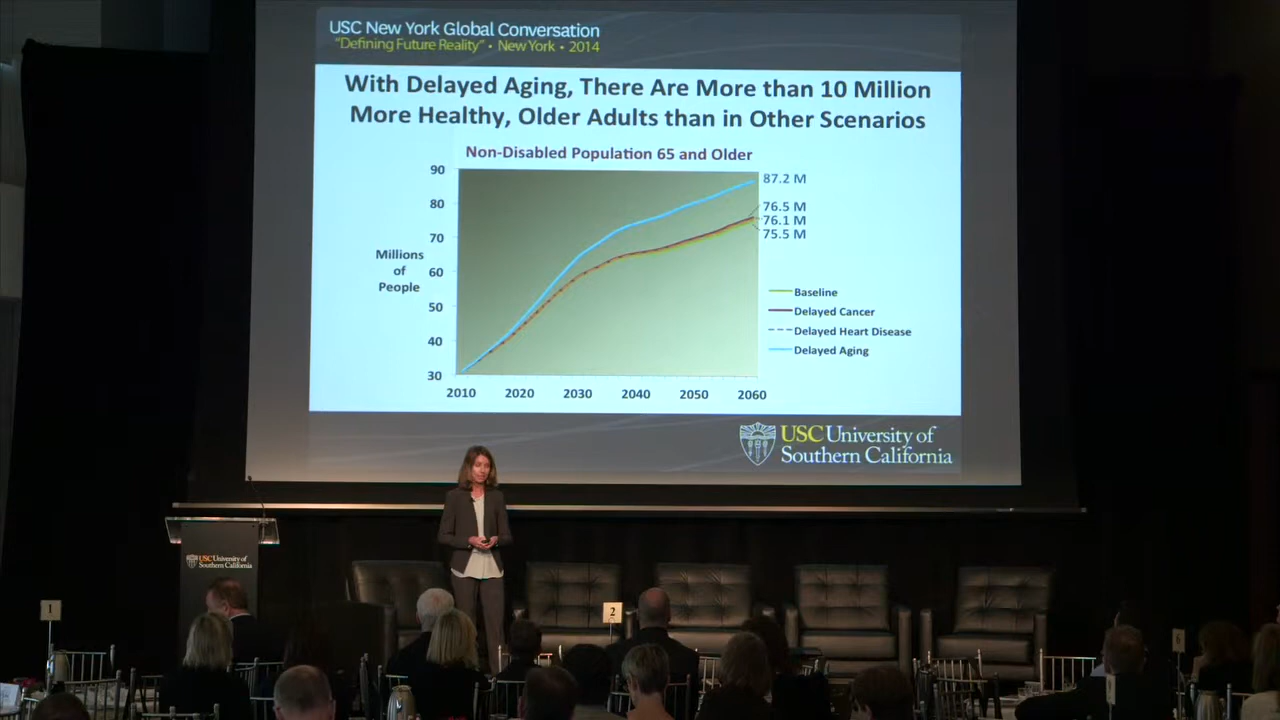 USC New York Global Conversation
"Defining Future Reality" • New York • 2014
With Delayed Aging, There Are More than 10 Million
More Healthy, Older Adults than in Other Scenarios
Non-Disabled Population 65 and Older
90
80
70
60
50
40
30
Millions
of
People
87.2 M
76.5 M
76.1 M
75.5 M
Baseline
Delayed Cancer
Delayed Heart Disease
Delayed Aging
2010 2020 2030 2040 2050 2060
USC University of
Southern California
USC University of
Southern California
1
2